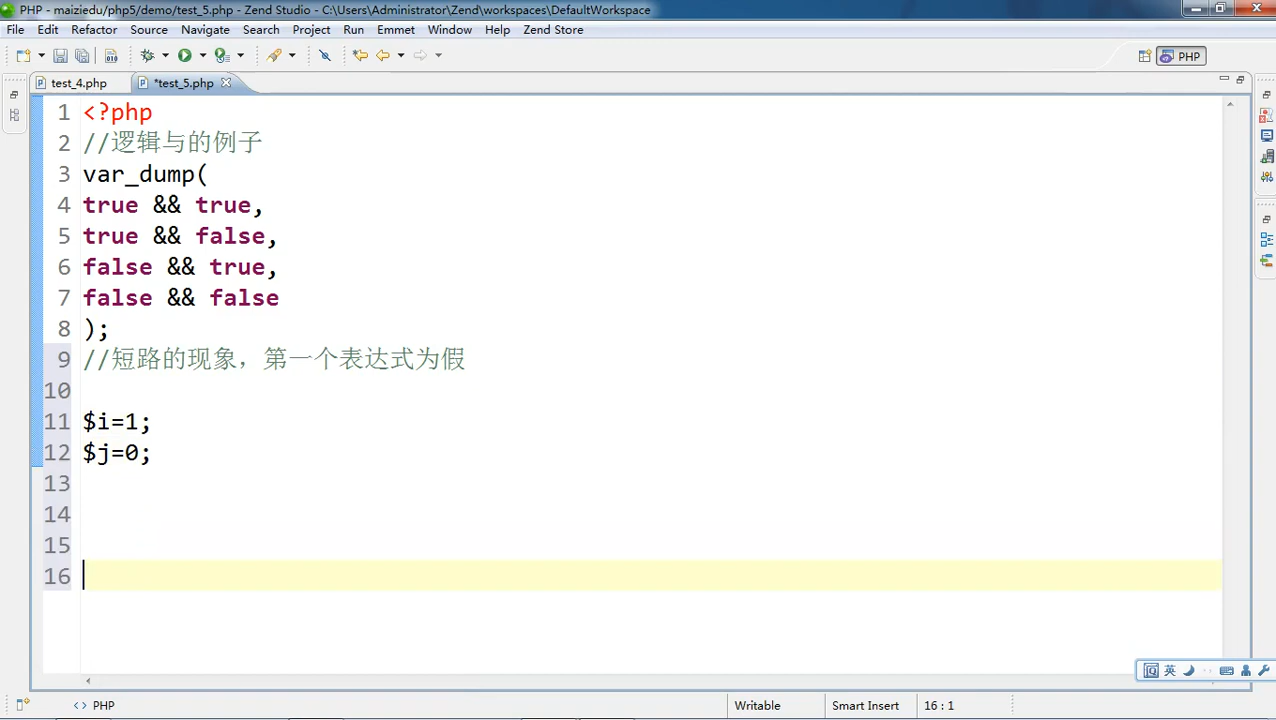 PHP - maiziedu/php5/demo/test_5.php - Zend Studio - C:\Users\Administrator\Zend\workspaces\DefaultWorkspace
File Edit Refactor Source Navigate Search Project Run Emmet Window Help Zend Store
PHP
test_4.php *test_5.php
1 <?php
2 //逻辑与的例子
3 var_dump(
4 true && true,
5 true && false,
6 false && true,
7 false && false
8 );
9 //短路的现象，第一个表达式为假
10
11 $i=1;
12 $j=0;
13
14
15
16
英
<> PHP Writable Smart Insert 16 : 1